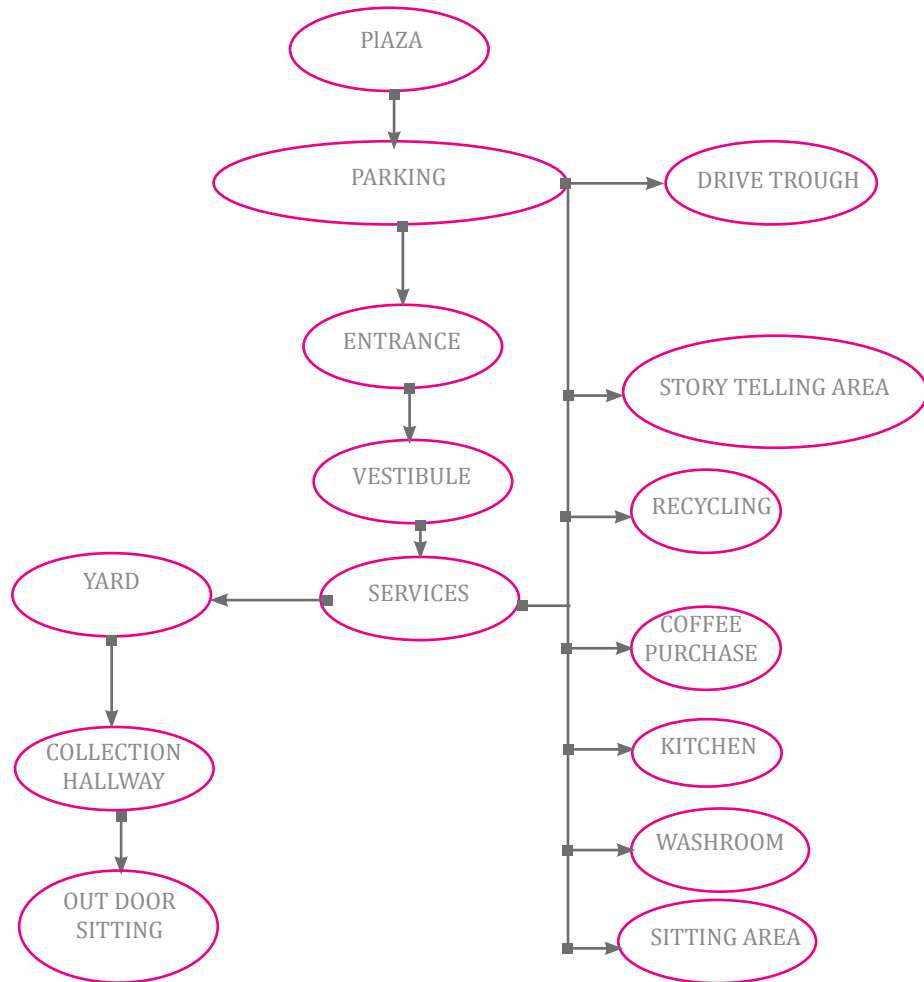 PlAZA
PARKING
DRIVE TROUGH
ENTRANCE
STORY TELLING AREA
VESTIBULE
RECYCLING
YARD
SERVICES
COFFEE
PURCHASE
COLLECTION
HALLWAY
KITCHEN
WASHROOM
OUT DOOR
SITTING
SITTING AREA